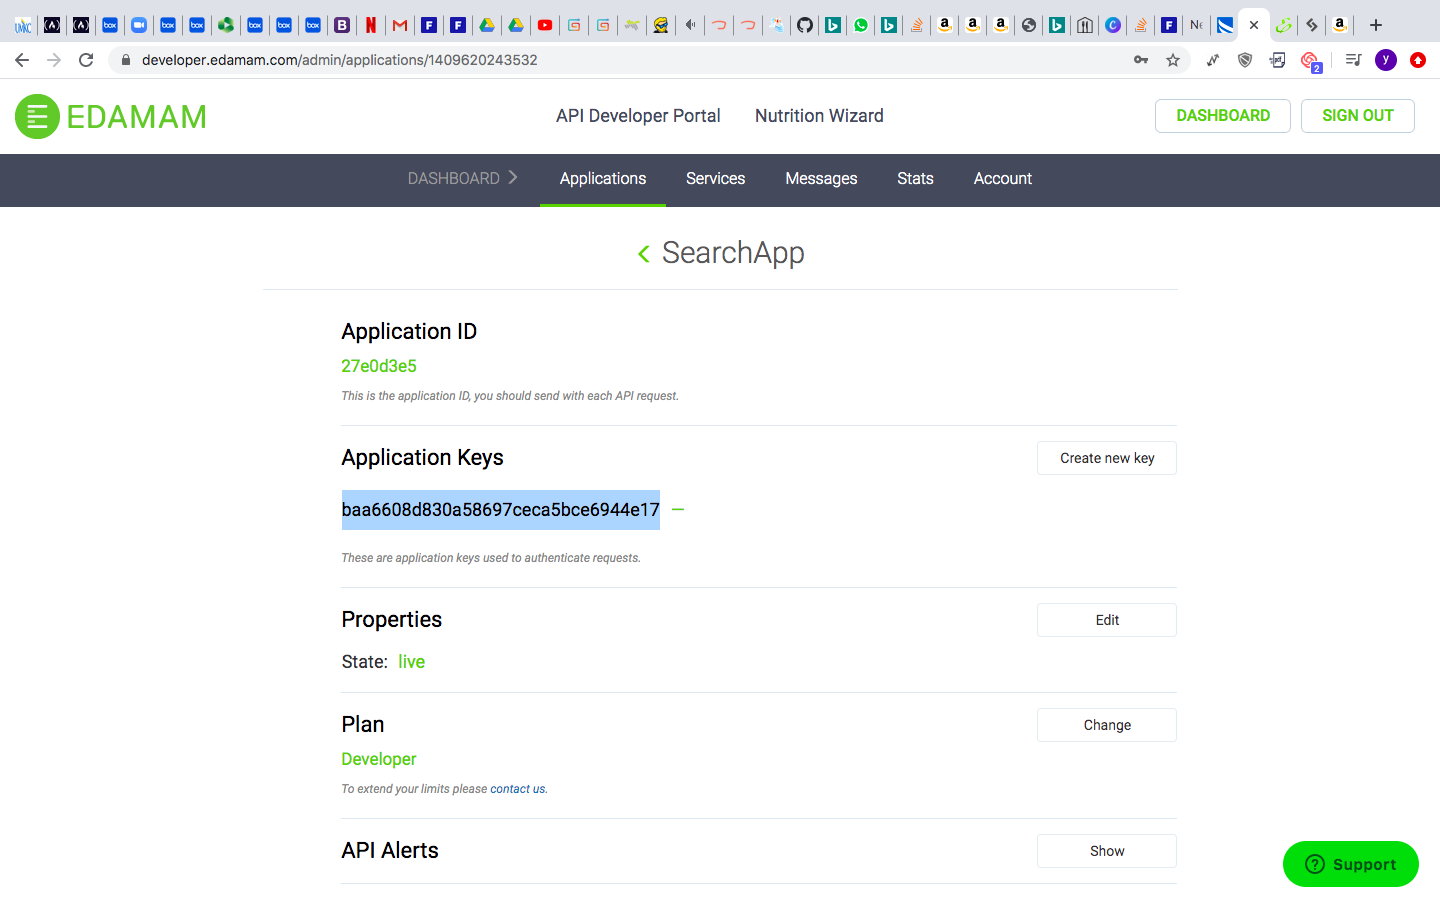 developer.edamam.com/admin/applications/1409620243532
2
y
EDAMAM
API Developer Portal
Nutrition Wizard
DASHBOARD
SIGN OUT
DASHBOARD
Applications
Services
Messages
Stats
Account
SearchApp
Application ID
27e0d3e5
This is the application ID, you should send with each API request.
Application Keys
Create new key
baa6608d830a58697ceca5bce6944e17
These are application keys used to authenticate requests.
Properties
Edit
State: live
Plan
Change
Developer
To extend your limits please contact us.
API Alerts
Show
Support